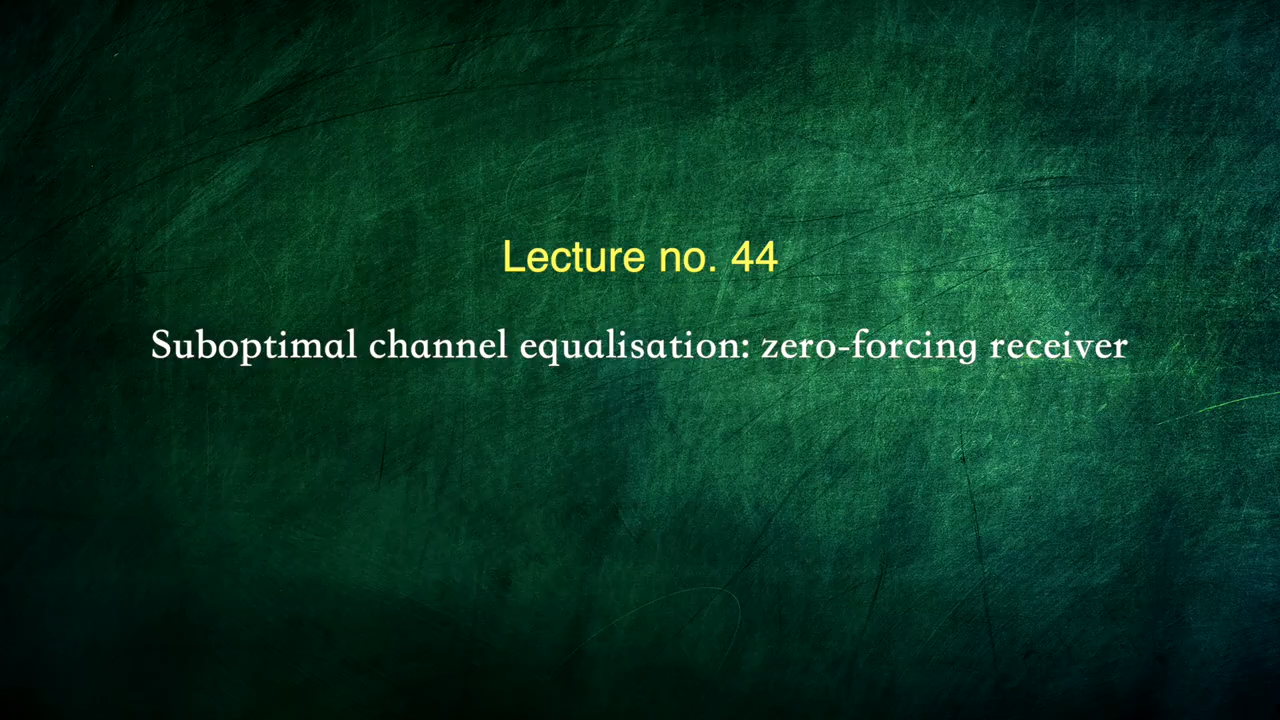 Lecture no. 44
Suboptimal channel equalisation: zero-forcing receiver